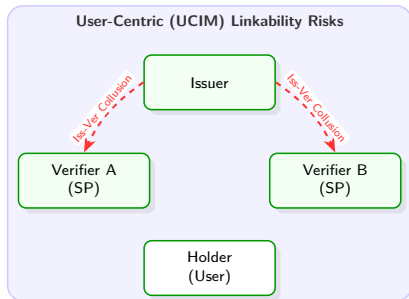 User-Centric (UCIM) Linkability Risks
Issuer
Iss-Ver Collusion
Iss-Ver Collusion
Verifier A
(SP)
Verifier B
(SP)
Holder
(User)